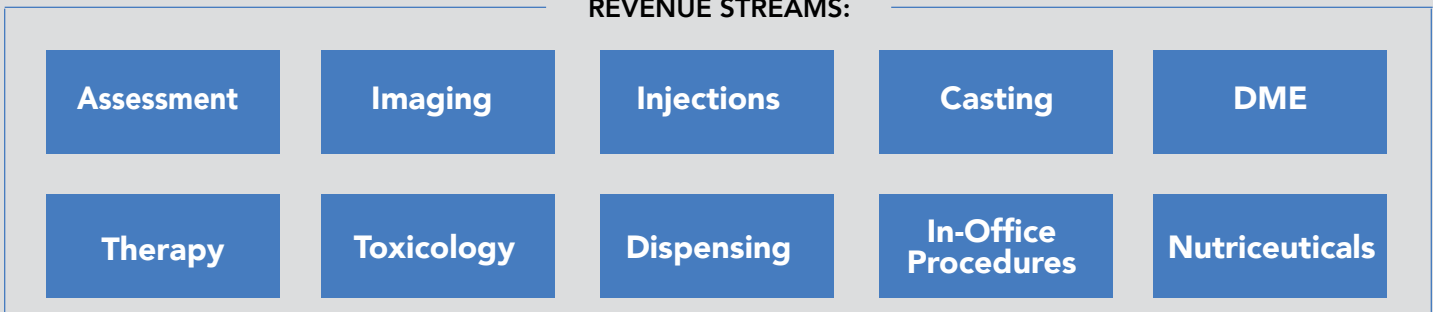 REVENUE STREAMS:
Assessment
Imaging
Injections
Casting
DME
Therapy
Toxicology
Dispensing
In-Office
Procedures
Nutriceuticals